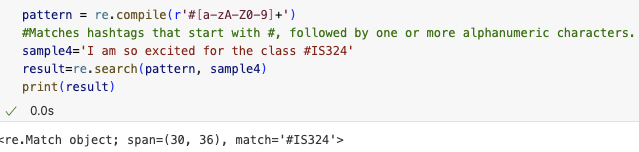 pattern = re.compile(r'#[a-zA-Z0-9]+')
#Matches hashtags that start with #, followed by one or more alphanumeric characters.
sample4='I am so excited for the class #IS324'
result=re.search(pattern, sample4)
print(result)
✓ 0.0s
<re.Match object; span=(30, 36), match='#IS324'>